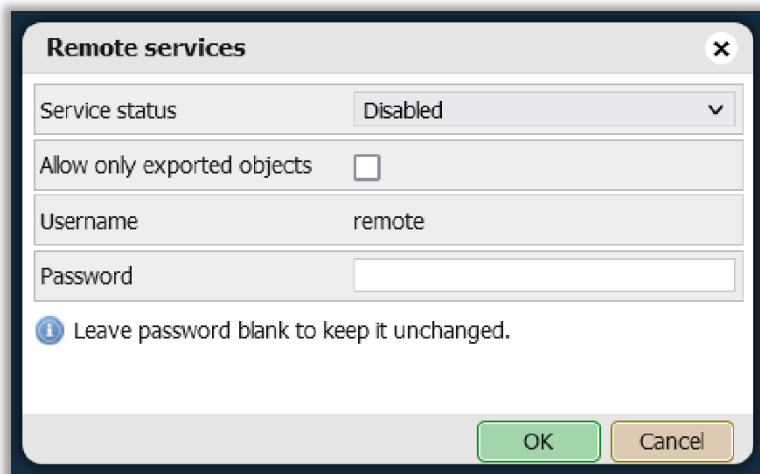 Remote services
Service status Disabled
Allow only exported objects
Username remote
Password
Leave password blank to keep it unchanged.
OK Cancel